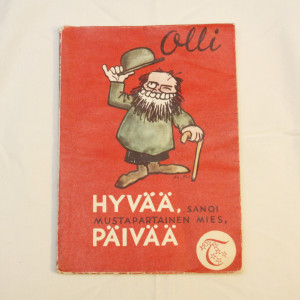 Olli
HYVÄÄ, SANOI
MUSTAPARTAINEN MIES,
PÄIVÄÄ
T